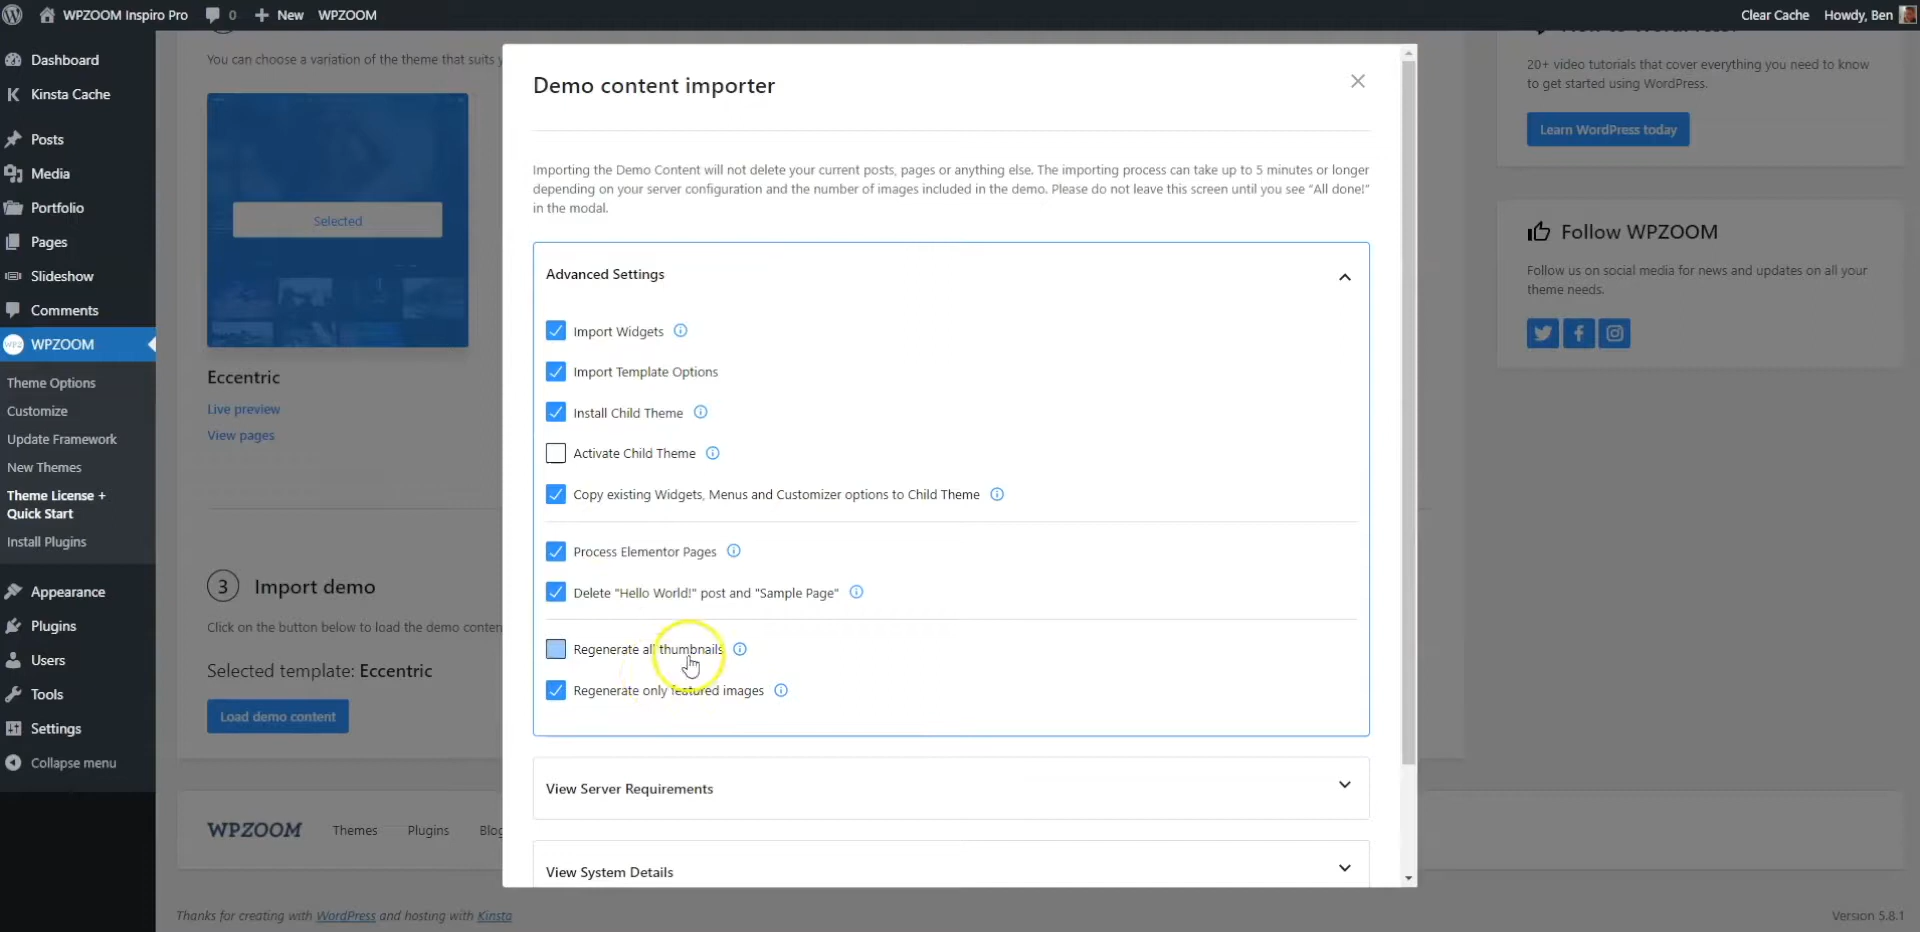 WPZOOM Inspiro Pro
0
New
WPZOOM
Clear Cache
Howdy, Ben
Dashboard
Kinsta Cache
Posts
Media
Portfolio
Pages
Slideshow
Comments
WPZOOM
Theme Options
Customize
Update Framework
New Themes
Theme License +
Quick Start
Install Plugins
Appearance
Plugins
Users
Tools
Settings
Collapse menu
You can choose a variation of the theme that suits
Selected
Eccentric
Live preview
View pages
3 Import demo
Click on the button below to load the demo
Selected template: Eccentric
Load demo content
WPZOOM
Themes
Plugins
Thanks for creating with WordPress and hosting with Kinsta
Demo content importer
Importing the Demo Content will not delete your current posts, pages or anything else. The importing process can take up to 5 minutes or longer
depending on your server configuration and the number of images included in the demo. Please do not leave this screen until you see “All done!”
in the modal.
Advanced Settings
Import Widgets
Import Template Options
Install Child Theme
Activate Child Theme
Copy existing Widgets, Menus and Customizer options to Child Theme
Process Elementor Pages
Delete "Hello World!" post and "Sample Page"
Regenerate all thumbnails
Regenerate only featured images
View Server Requirements
View System Details
20+ video tutorials that cover everything you need to know
to get started using WordPress.
Learn WordPress today
Follow WPZOOM
Follow us on social media for news and updates on all your
theme needs.
Version 5.8.1